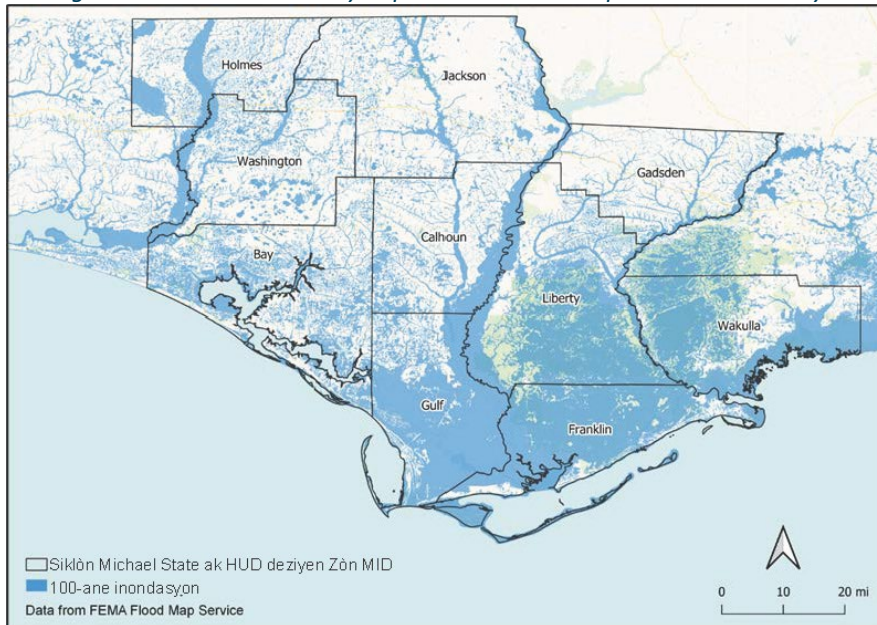 Holmes
Jackson
Washington
Gadsden
Calhoun
Bay
Liberty
Wakulla
Gulf
Franklin
Siklòn Michael State ak HUD deziyen Zòn MID
100-ane inondasyon
Data from FEMA Flood Map Service
0 10 20 mi